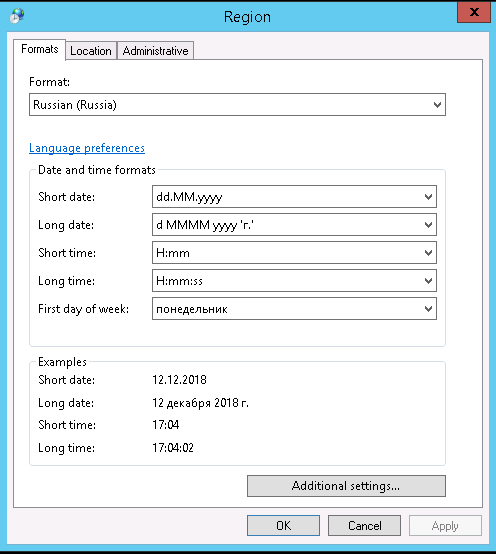 Region
x
Formats Location Administrative
Format:
Russian (Russia)
Language preferences
Date and time formats
Short date: dd.MM.yyyy
Long date: d MMMM yyyy 'г.'
Short time: H:mm
Long time: H:mm:ss
First day of week: понедельник
Examples
Short date: 12.12.2018
Long date: 12 декабря 2018 г.
Short time: 17:04
Long time: 17:04:02
Additional settings...
OK Cancel Apply